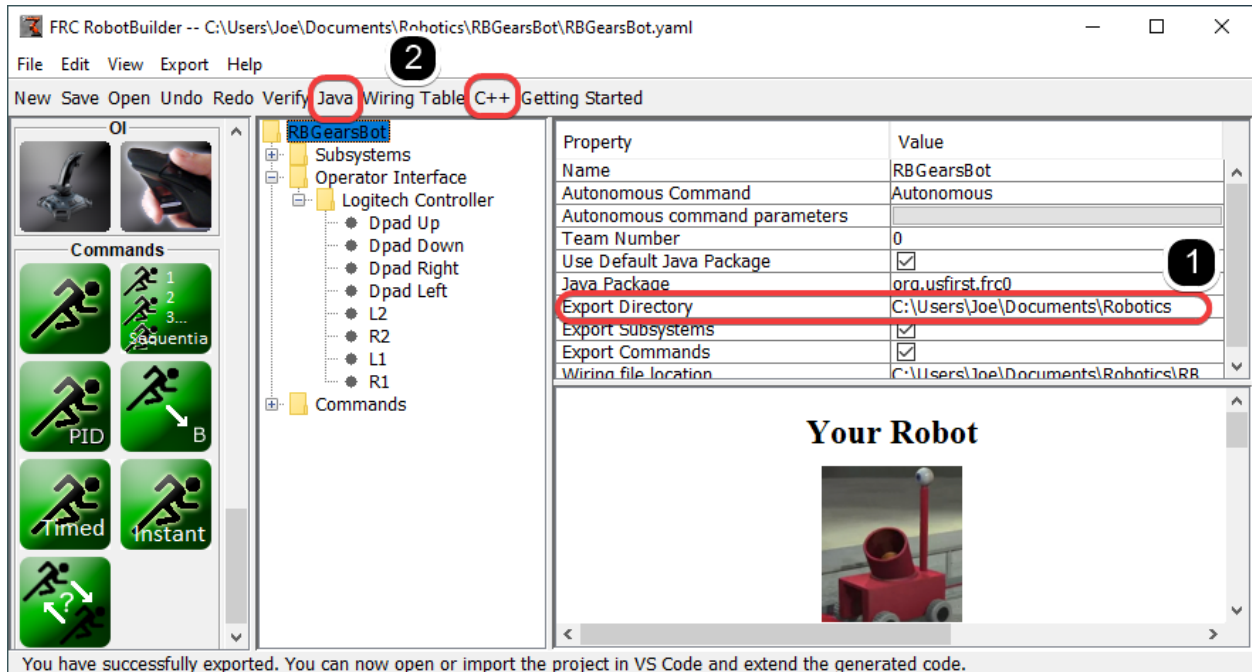 FRC RobotBuilder -- C:\Users\Joe\Documents\Robotics\RBGearsBot\RBGearsBot.yaml
File Edit View Export Help
2
New Save Open Undo Redo Verify Java Wiring Table C++ Getting Started
OI
Commands
1
2
3...
Sequentia
PID
B
Timed
Instant
?
RBGearsBot
Subsystems
Operator Interface
Logitech Controller
Dpad Up
Dpad Down
Dpad Right
Dpad Left
L2
R2
L1
R1
Commands
Property Value
Name RBGearsBot
Autonomous Command Autonomous
Autonomous command parameters
Team Number 0
Use Default Java Package
1
Java Package org.usfirst.frc0
Export Directory C:\Users\Joe\Documents\Robotics
Export Subsystems
Export Commands
Wiring file location C:\Users\Joe\Documents\Robotics\RB
Your Robot
You have successfully exported. You can now open or import the project in VS Code and extend the generated code.